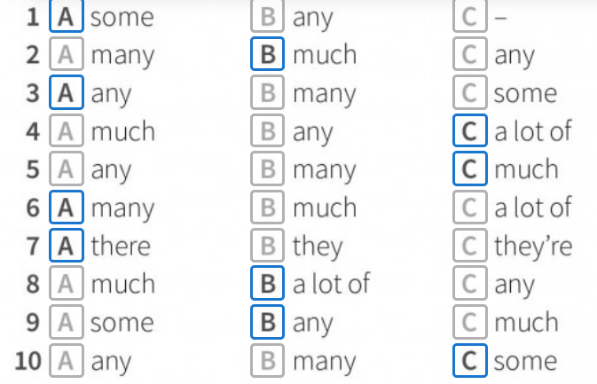 1 A some B any C –
2 A many B much C any
3 A any B many C some
4 A much B any C a lot of
5 A any B many C much
6 A many B much C a lot of
7 A there B they C they’re
8 A much B a lot of C any
9 A some B any C much
10 A any B many C some